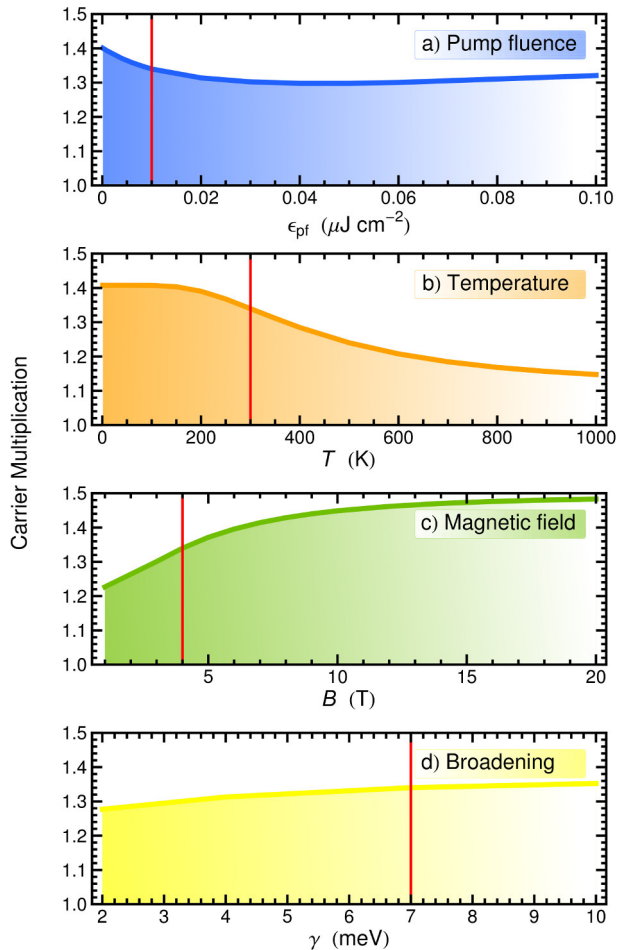 Carrier Multiplication
1.5
1.4
1.3
1.2
1.1
1.0
a) Pump fluence
0 0.02 0.04 0.06 0.08 0.10
ϵpf (μJ cm−2)
1.5
1.4
1.3
1.2
1.1
1.0
b) Temperature
0 200 400 600 800 1000
T (K)
1.5
1.4
1.3
1.2
1.1
1.0
c) Magnetic field
5 10 15 20
B (T)
1.5
1.4
1.3
1.2
1.1
1.0
d) Broadening
2 3 4 5 6 7 8 9 10
γ (meV)